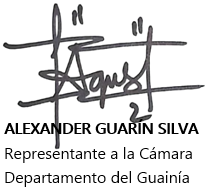 ALEXANDER GUARÍN SILVA
Representante a la Cámara
Departamento del Guainía